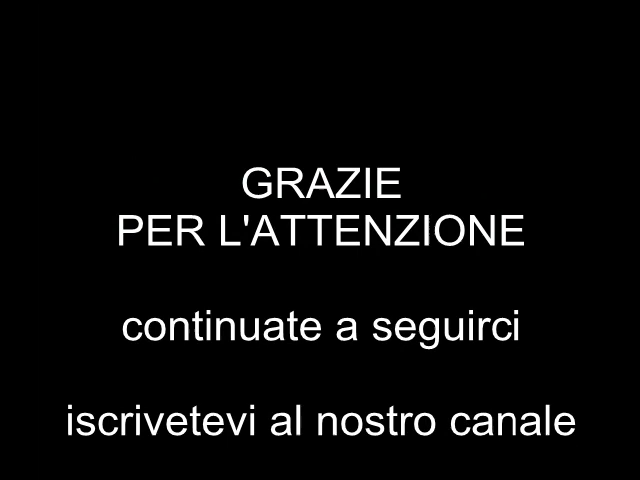 GRAZIE
PER L'ATTENZIONE
continuate a seguirci
iscrivetevi al nostro canale